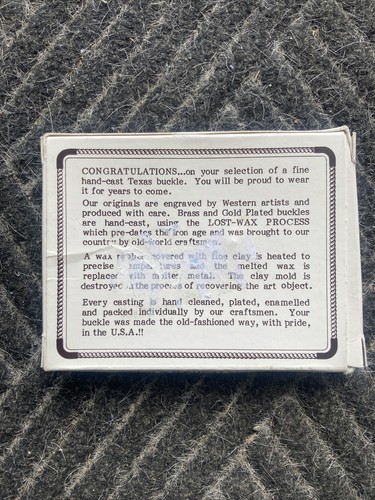 CONGRATULATIONS...on your selection of a fine
hand-cast Texas buckle. You will be proud to wear
it for years to come.
Our originals are engraved by Western artists and
produced with care. Brass and Gold Plated buckles
are hand-cast, using the LOST-WAX PROCESS
which pre-dates the iron age and was brought to our
country by old-world craftsmen.
A wax covered with fine clay is heated to
precise and the melted wax is
replaced with molten metal. The clay mold is
destroyed the process of recovering the art object.
Every casting is hand cleaned, plated, enamelled
and packed individually by our craftsmen. Your
buckle was made the old-fashioned way, with pride,
in the U.S.A.!!